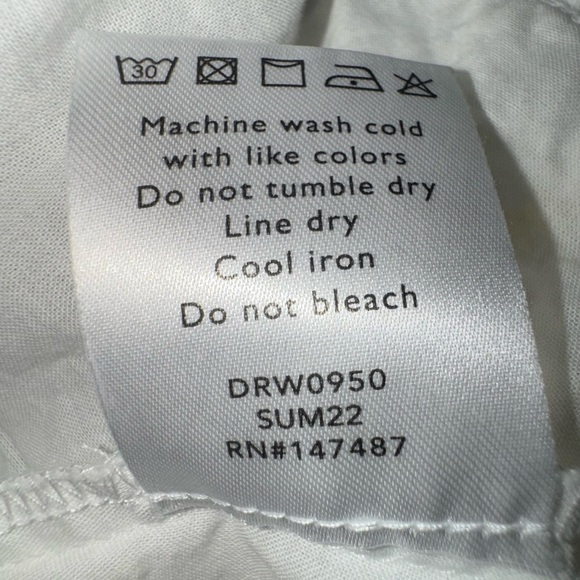 30
Machine wash cold
with like colors
Do not tumble dry
Line dry
Cool iron
Do not bleach
DRW0950
SUM22
RN#147487